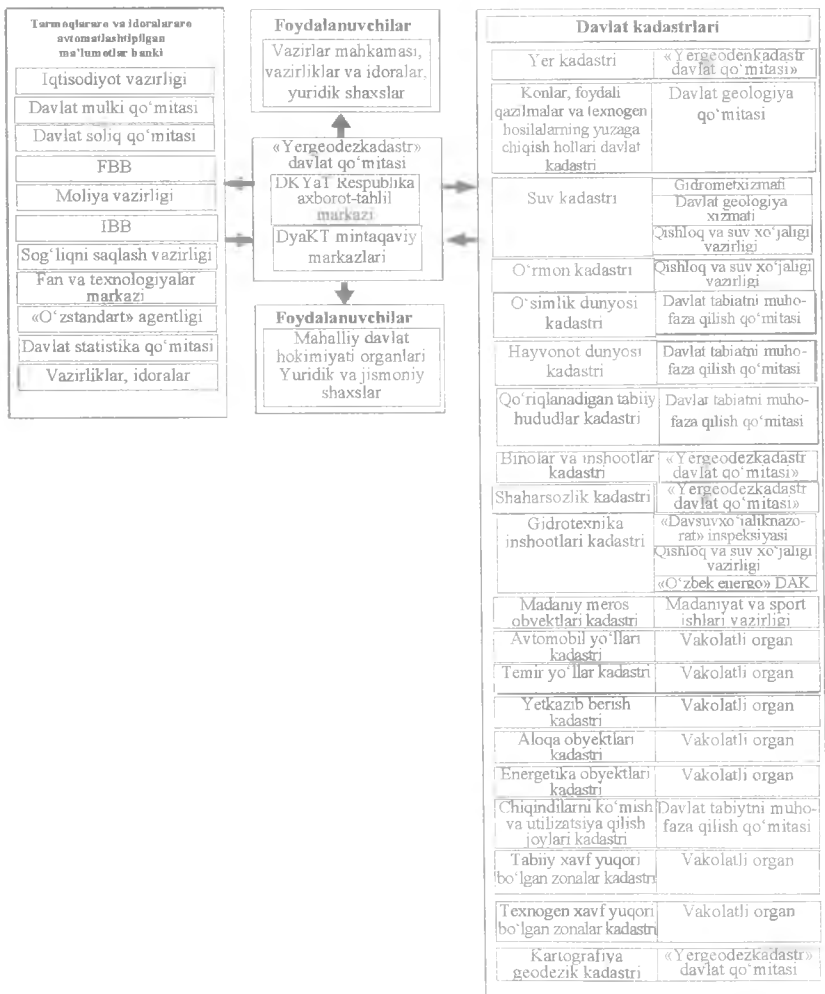 Tarmoqlararo va idoralararo
avtomatlashtipilgan
ma'lumotlar banki
Iqtisodiyot vazirligi
Davlat mulki qo'mitasi
Davlat soliq qo'mitasi
FBB
Moliya vazirligi
IBB
Sog'liqni saqlash vazirligi
Fan va texnologiyalar
markazi
«O'zstandart» agentligi
Davlat statistika qo'mitasi
Vazirliklar, idoralar
Foydalanuvchilar
Vazirlar mahkamasi,
vazirliklar va idoralar,
yuridik shaxslar
«Yergeodezkadastr»
davlat qo'mitasi
DKYaT Respublika
axborot-tahlil
markazi
DyaKT mintaqaviy
markazlari
Foydalanuvchilar
Mahalliy davlat
hokimiyati organlari
Yuridik va jismoniy
shaxslar
Davlat kadastrlari
Yer kadastri
«Yergeodenkadastr
davlat qo'mitasi»
Konlar, foydali
qazilmalar va texnogen
hosilalarning yuzaga
chiqish hollari davlat
kadastri
Davlat geologiya
qo'mitasi
Suv kadastri
Gidrometxizmati
Davlat geologiya
xizmati
Qishloq va suv xo'jaligi
vazirligi
O'rmon kadastri
Qishloq va suv xo'jaligi
vazirligi
O'simlik dunyosi
kadastri
Davlat tabiatni muho-
faza qilish qo'mitasi
Hayvonot dunyosi
kadastri
Davlat tabiatni muho-
faza qilish qo'mitasi
Qo'riqlanadigan tabiiy
hududlar kadastri
Davlat tabiatni muho-
faza qilish qo'mitasi
Binolar va inshootlar
kadastri
«Yergeodezkadastr
davlat qo'mitasi»
Shaharsozlik kadastri
«Yergeodezkadastr
davlat qo'mitasi»
Gidrotexnika
inshootlari kadastri
«Davsuvxo'jaliknazo-
rat» inspeksiyasi
Qishloq va suv xo'jaligi
vazirligi
«O'zbek energo» DAK
Madaniy meros
obyektlari kadastri
Madaniyat va sport
ishlari vazirligi
Avtomobil yo'llari
kadastri
Vakolatli organ
Temir yo'llar kadastri
Vakolatli organ
Yetkazib berish
kadastri
Vakolatli organ
Aloqa obyektlari
kadastri
Vakolatli organ
Energetika obyektlari
kadastri
Vakolatli organ
Chiqindilarni ko'mish
va utilizatsiya qilish
joylari kadastri
Davlat tabiytni muho-
faza qilish qo'mitasi
Tabiiy xavf yuqori
bo'lgan zonalar kadastri
Vakolatli organ
Texnogen xavf yuqori
bo'lgan zonalar kadastri
Vakolatli organ
Kartografiya
geodezik kadastri
«Yergeodezkadastr»
davlat qo'mitasi